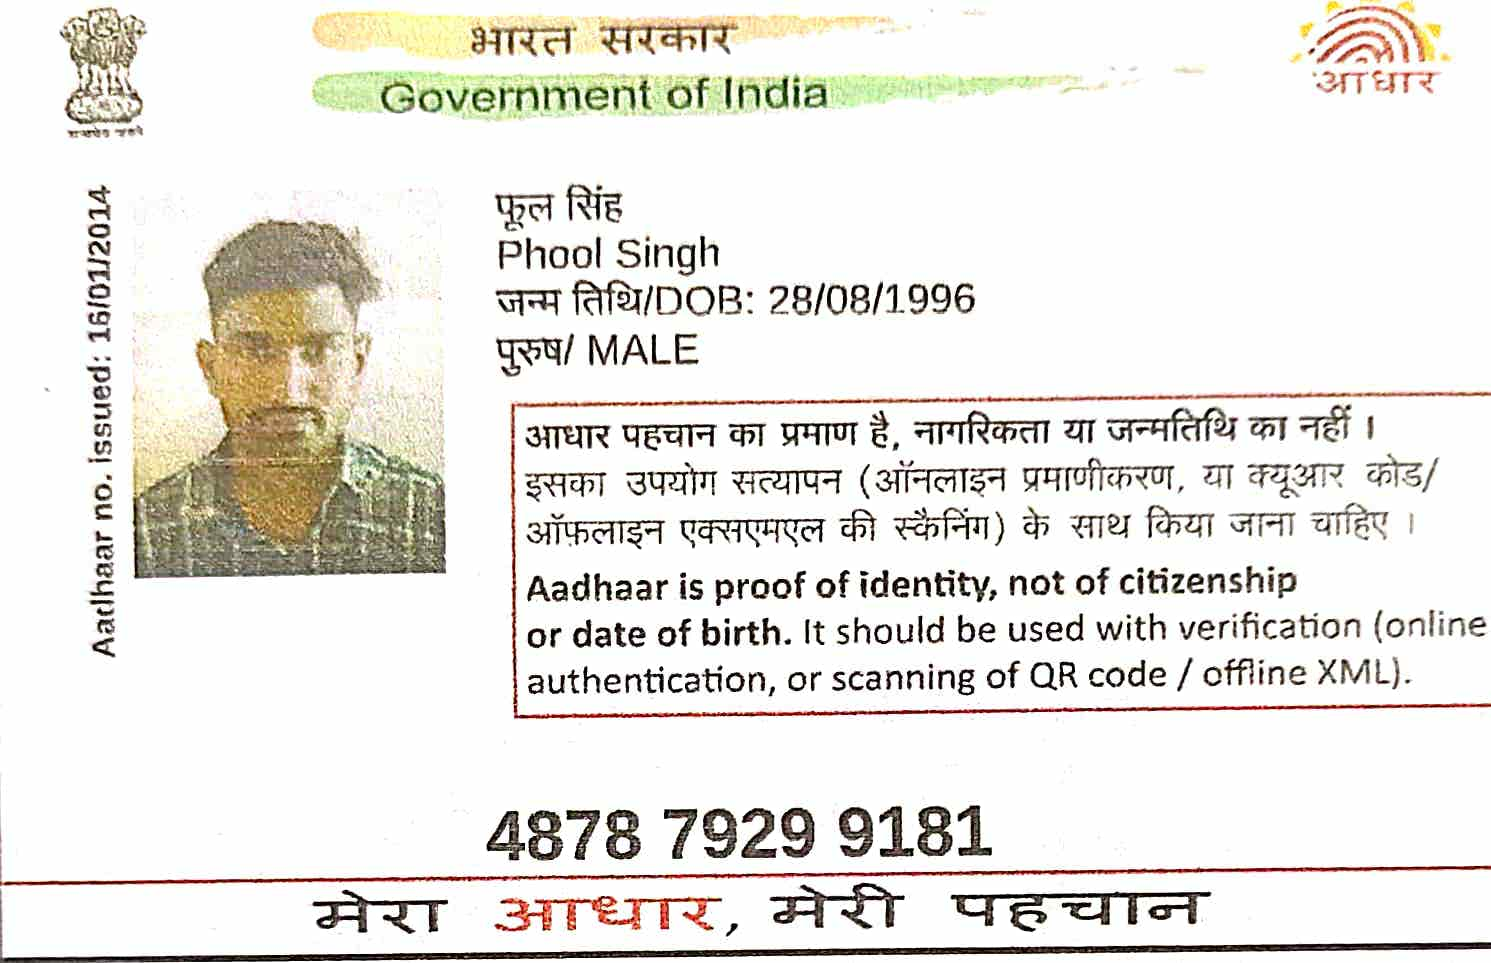 भारत सरकार
Government of India
आधार
Aadhaar no. issued: 16/01/2014
फूल सिंह
Phool Singh
जन्म तिथि/DOB: 28/08/1996
पुरुष/ MALE
आधार पहचान का प्रमाण है, नागरिकता या जन्मतिथि का नहीं ।
इसका उपयोग सत्यापन (ऑनलाइन प्रमाणीकरण, या क्यूआर कोड/
ऑफ़लाइन एक्सएमएल की स्कैनिंग) के साथ किया जाना चाहिए ।
Aadhaar is proof of identity, not of citizenship
or date of birth. It should be used with verification (online
authentication, or scanning of QR code / offline XML).
4878 7929 9181
मेरा आधार, मेरी पहचान